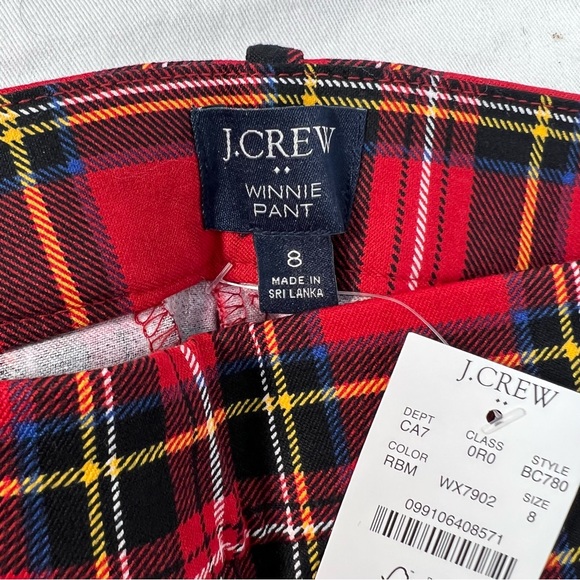 J.CREW
WINNIE
PANT
8
MADE IN
SRI LANKA
J.CREW
DEPT CLASS STYLE
CA7 0R0 BC780
COLOR SIZE
RBM WX7902 8
099106408571